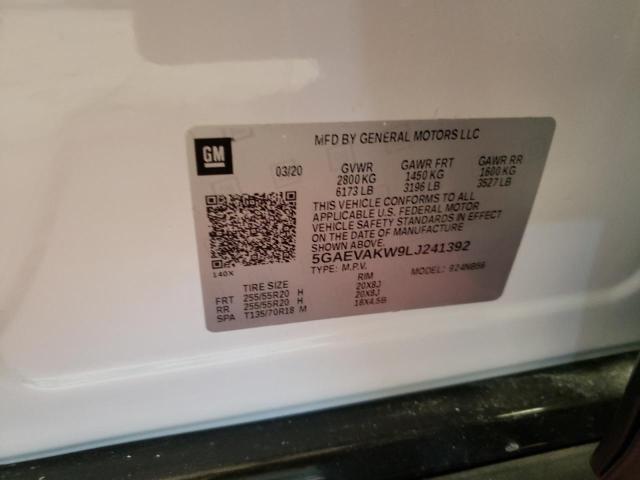 MFD BY GENERAL MOTORS LLC
GM
03/20 GVWR GAWR FRT GAWR RR
2800 KG 1450 KG 1600 KG
6173 LB 3196 LB 3527 LB
THIS VEHICLE CONFORMS TO ALL
APPLICABLE U.S. FEDERAL MOTOR
VEHICLE SAFETY STANDARDS IN EFFECT
ON THE DATE OF MANUFACTURE
SHOWN ABOVE.
5GAEVAKW9LJ241392
140X
TYPE: M.P.V. MODEL: 924NB56
TIRE SIZE RIM
FRT 255/55R20 H 20X8J
RR 255/55R20 H 20X8J
SPA T135/70R18 M 18X4.5B